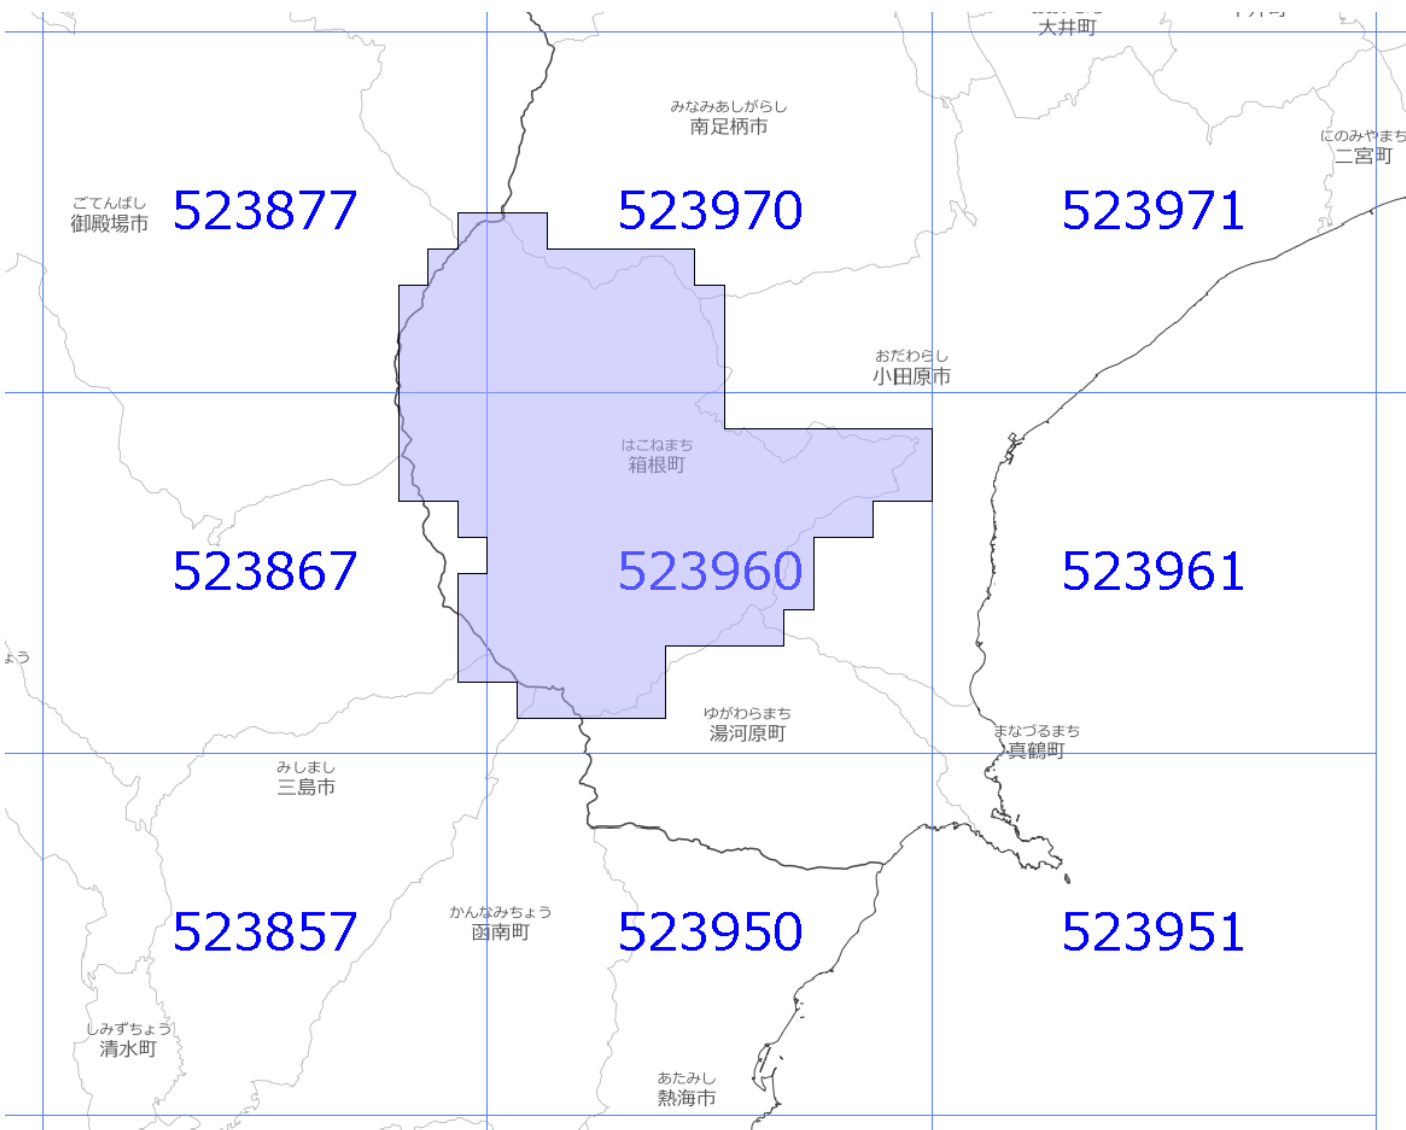 大井町
みなみあしがらし
南足柄市
にのみやまち
二宮町
ごてんばし
御殿場市
523877
523970
523971
おだわらし
小田原市
はこねまち
箱根町
523867
523960
523961
ょう
ゆがわらまち
湯河原町
まなづるまち
真鶴町
みしまし
三島市
かんなみちょう
函南町
523857
523950
523951
しみずちょう
清水町
あたみし
熱海市